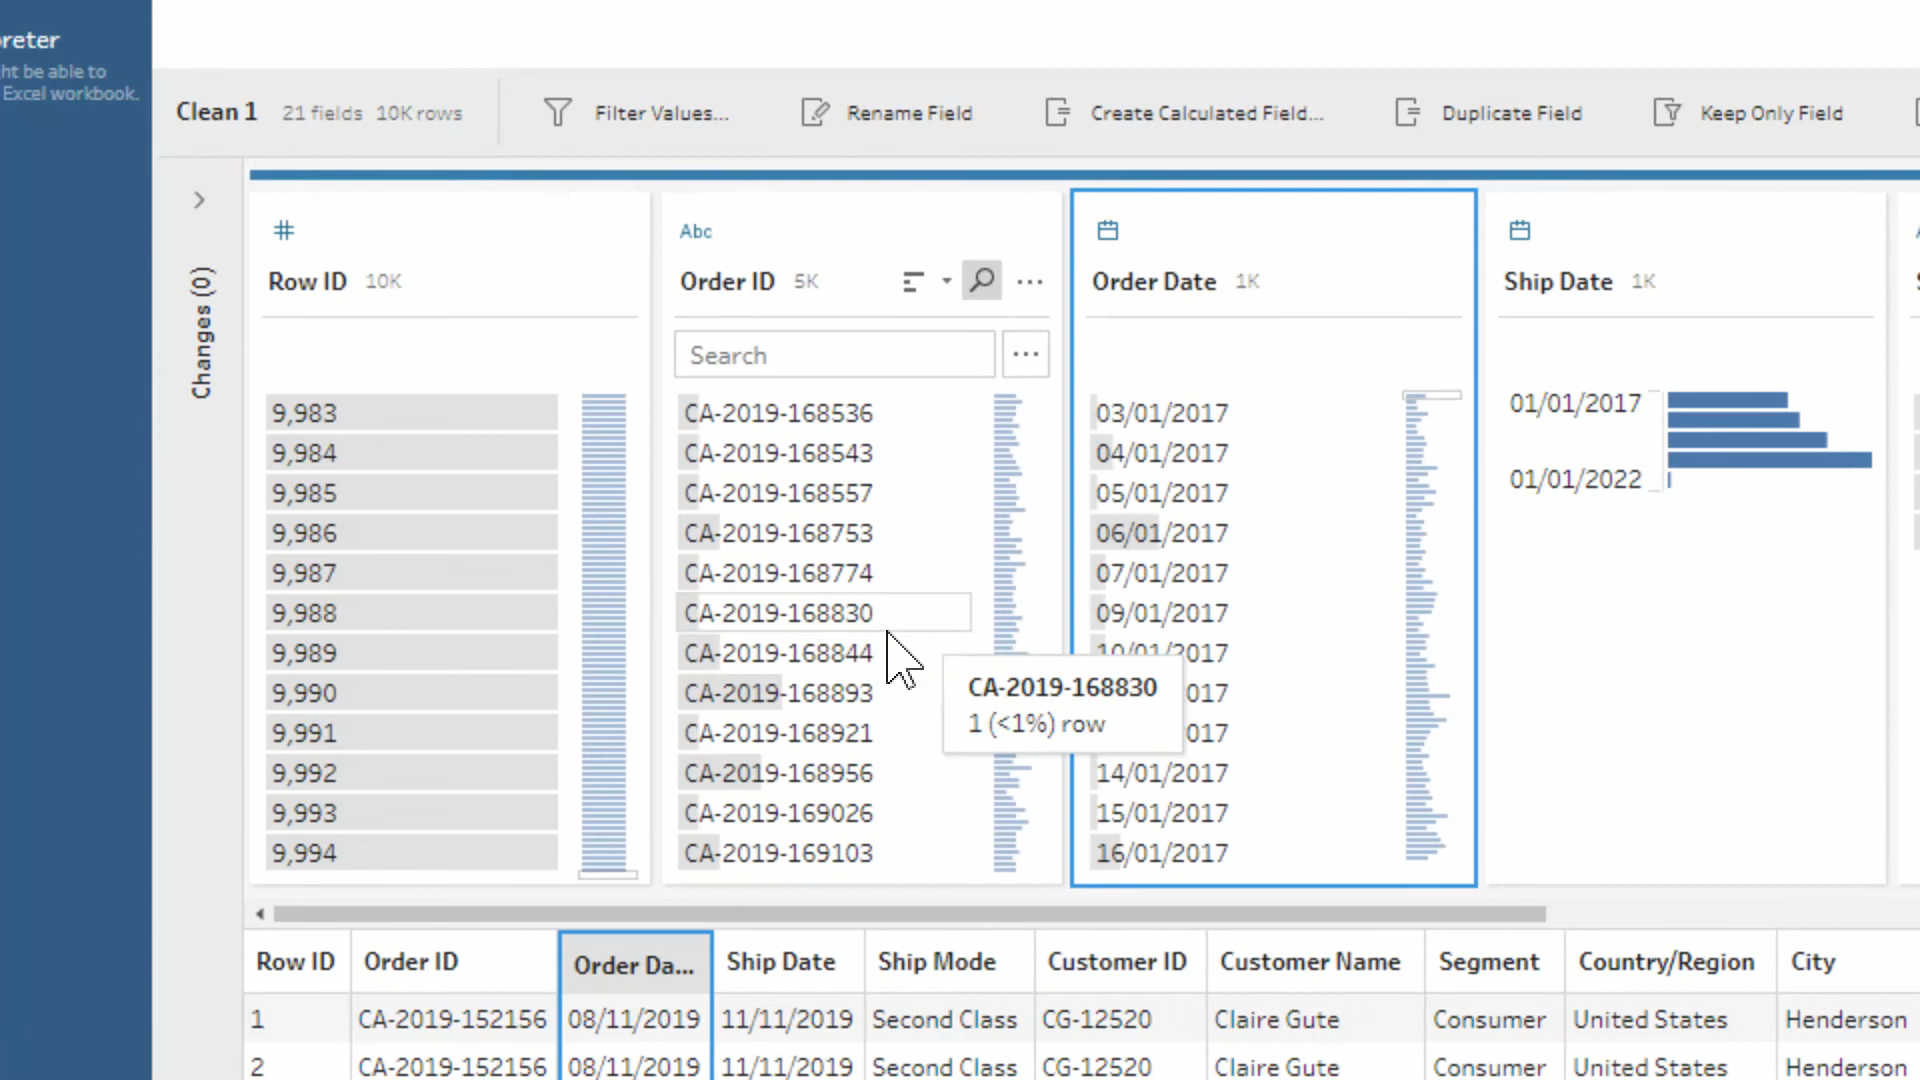 preter
ht be able to
Excel workbook.
Clean 1 21 fields 10K rows
Filter Values...
Rename Field
Create Calculated Field...
Duplicate Field
Keep Only Field
Changes (0)
Row ID 10K
9,983
9,984
9,985
9,986
9,987
9,988
9,989
9,990
9,991
9,992
9,993
9,994
Abc
Order ID 5K
Search
CA-2019-168536
CA-2019-168543
CA-2019-168557
CA-2019-168753
CA-2019-168774
CA-2019-168830
CA-2019-168844
CA-2019-168893
CA-2019-168921
CA-2019-168956
CA-2019-169026
CA-2019-169103
CA-2019-168830
1 (<1%) row
Order Date 1K
03/01/2017
04/01/2017
05/01/2017
06/01/2017
07/01/2017
09/01/2017
10/01/2017
017
017
14/01/2017
15/01/2017
16/01/2017
Ship Date 1K
01/01/2017
01/01/2022
Row ID Order ID Order Da... Ship Date Ship Mode Customer ID Customer Name Segment Country/Region City
1 CA-2019-152156 08/11/2019 11/11/2019 Second Class CG-12520 Claire Gute Consumer United States Henderson
2 CA-2019-152156 08/11/2019 11/11/2019 Second Class CG-12520 Claire Gute Consumer United States Henderson